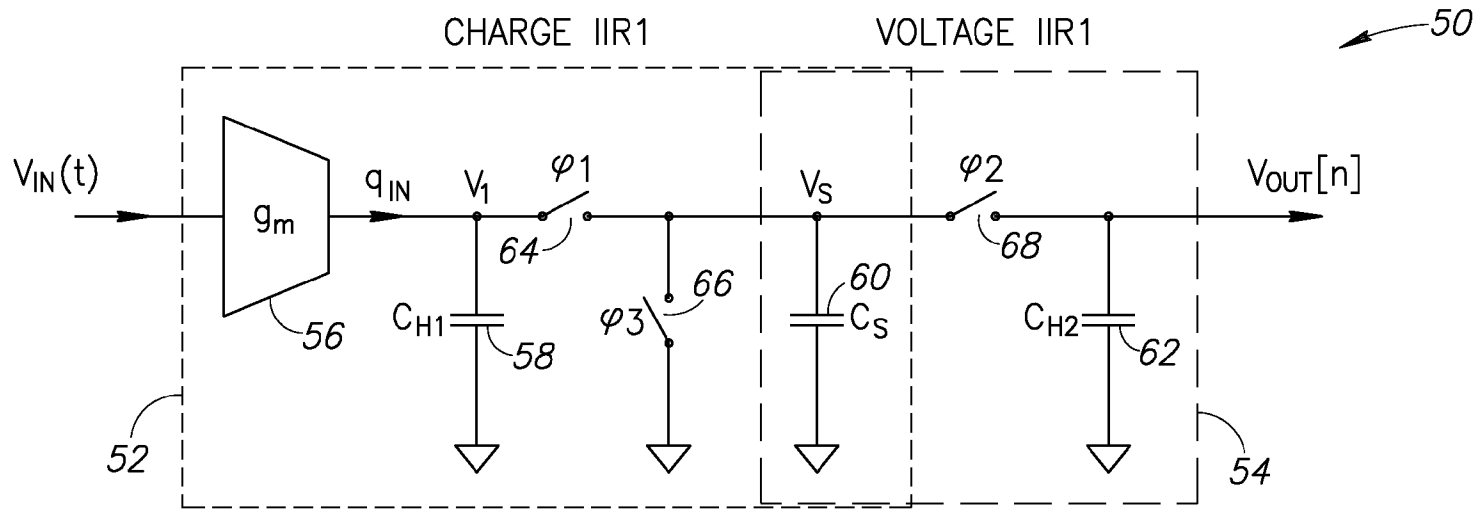 CHARGE IIR1 VOLTAGE IIR1 50
V_IN(t) g_m q_IN V_1 φ1 V_S φ2 V_OUT[n]
64 68
C_H1 φ3 66 60 C_S C_H2
56 58 62
52 54